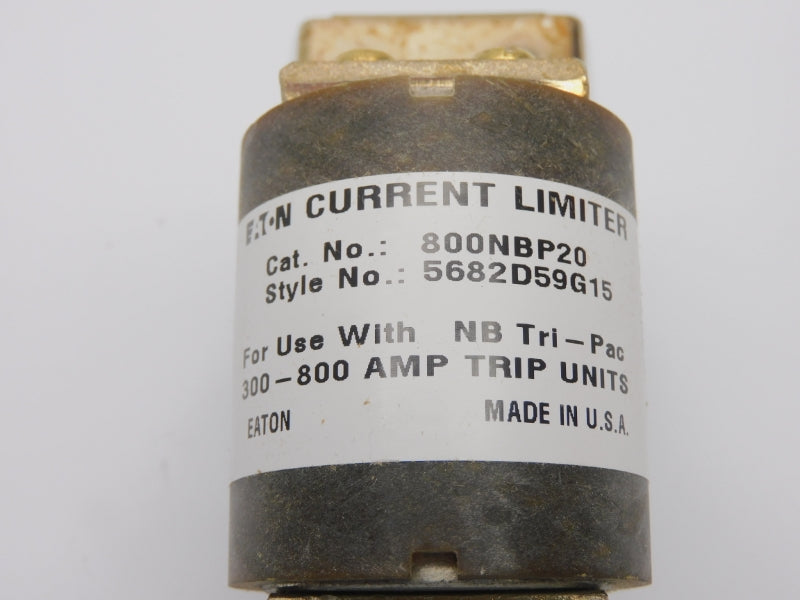 EAT•N CURRENT LIMITER
Cat. No.: 800NBP20
Style No.: 5682D59G15
For Use With NB Tri-Pac
300-800 AMP TRIP UNITS
EATON MADE IN U.S.A.